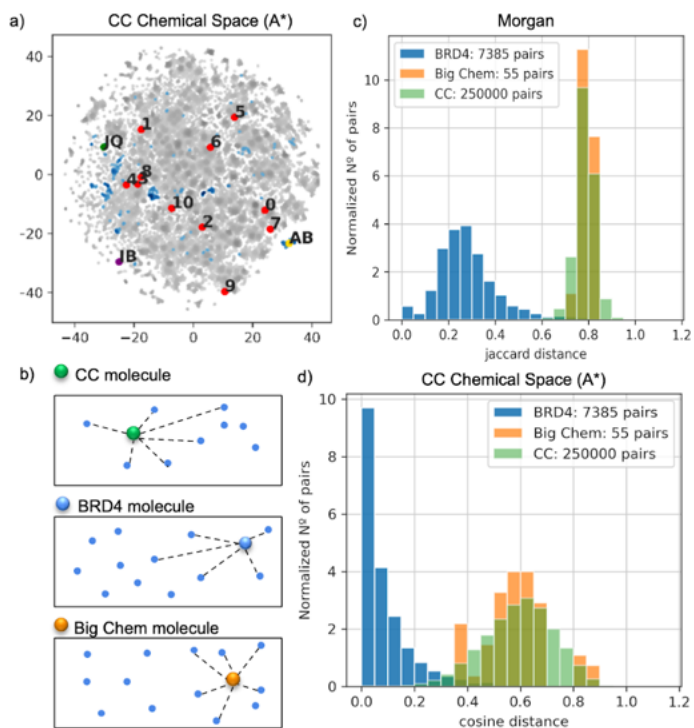 a)
CC Chemical Space (A*)
40
20
0
−20
−40
−40
−20
0
20
40
5
1
6
JQ
8
43
10
0
2
7
AB
JB
9
b)
CC molecule
BRD4 molecule
Big Chem molecule
c)
Morgan
BRD4: 7385 pairs
Big Chem: 55 pairs
CC: 250000 pairs
Normalized Nº of pairs
10
8
6
4
2
0
0.0
0.2
0.4
0.6
0.8
1.0
1.2
jaccard distance
d)
CC Chemical Space (A*)
BRD4: 7385 pairs
Big Chem: 55 pairs
CC: 250000 pairs
Normalized Nº of pairs
10
8
6
4
2
0
0.0
0.2
0.4
0.6
0.8
1.0
1.2
cosine distance